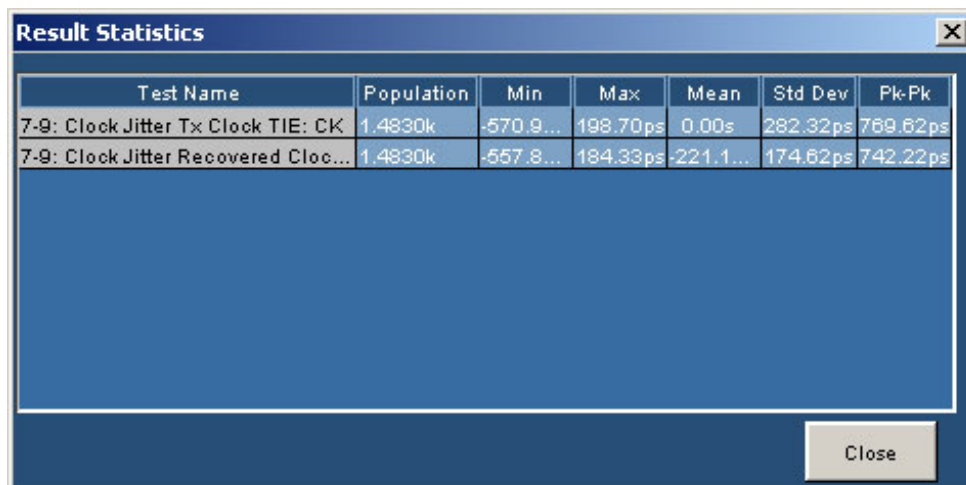 Result Statistics
Test Name Population Min Max Mean Std Dev Pk-Pk
7-9: Clock Jitter Tx Clock TIE: CK 1.4830k -570.9... 198.70ps 0.00s 282.32ps 769.62ps
7-9: Clock Jitter Recovered Cloc... 1.4830k -557.8... 184.33ps -221.1... 174.62ps 742.22ps
Close